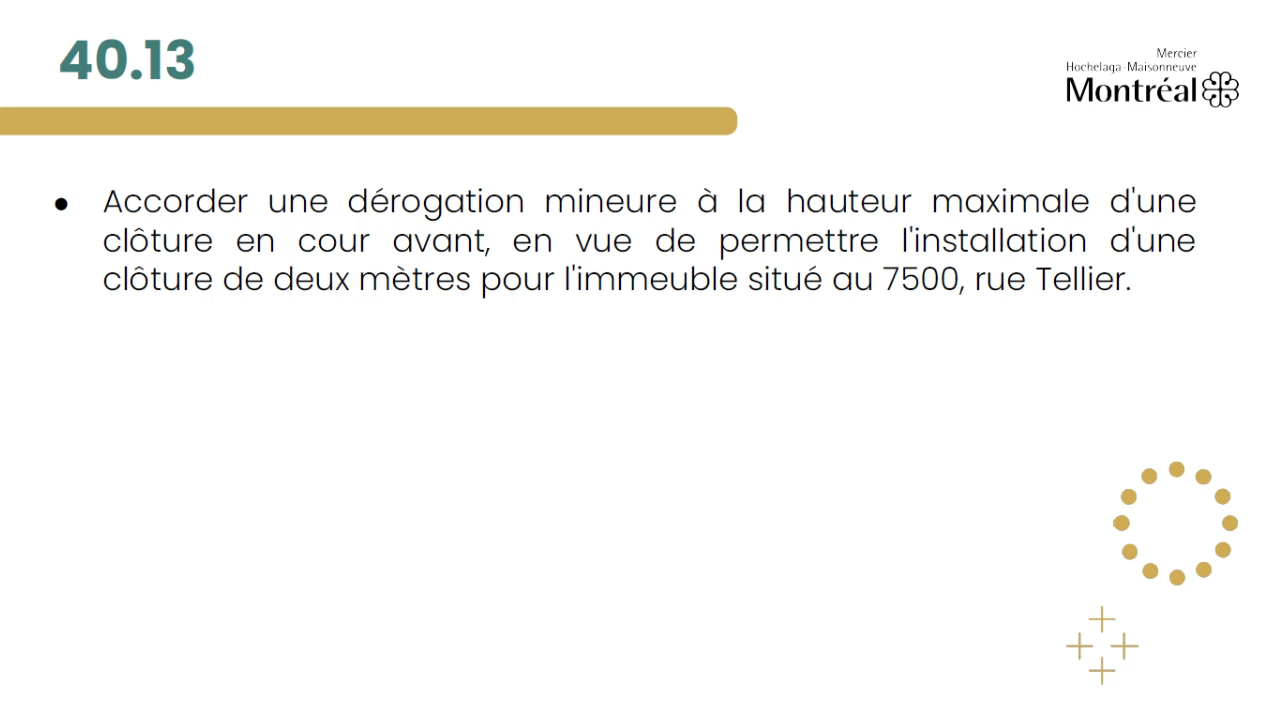 40.13
Mercier
Hochelaga-Maisonneuve
Montréal
● Accorder une dérogation mineure à la hauteur maximale d'une
clôture en cour avant, en vue de permettre l'installation d'une
clôture de deux mètres pour l'immeuble situé au 7500, rue Tellier.